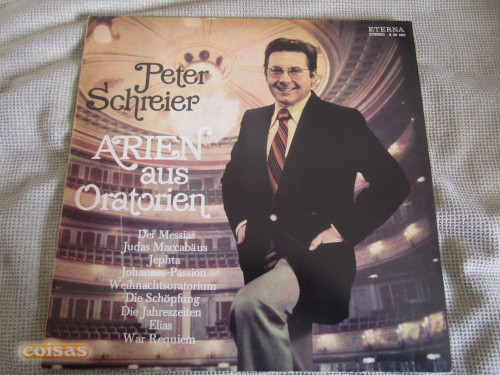 ETERNA
STEREO
Peter
Schreier
ARIEN
aus
Oratorien
Der Messias
Judas Maccabäus
Jephta
Johannes-Passion
Weihnachtsoratorium
Die Schöpfung
Die Jahreszeiten
Elias
War Requiem
coisas